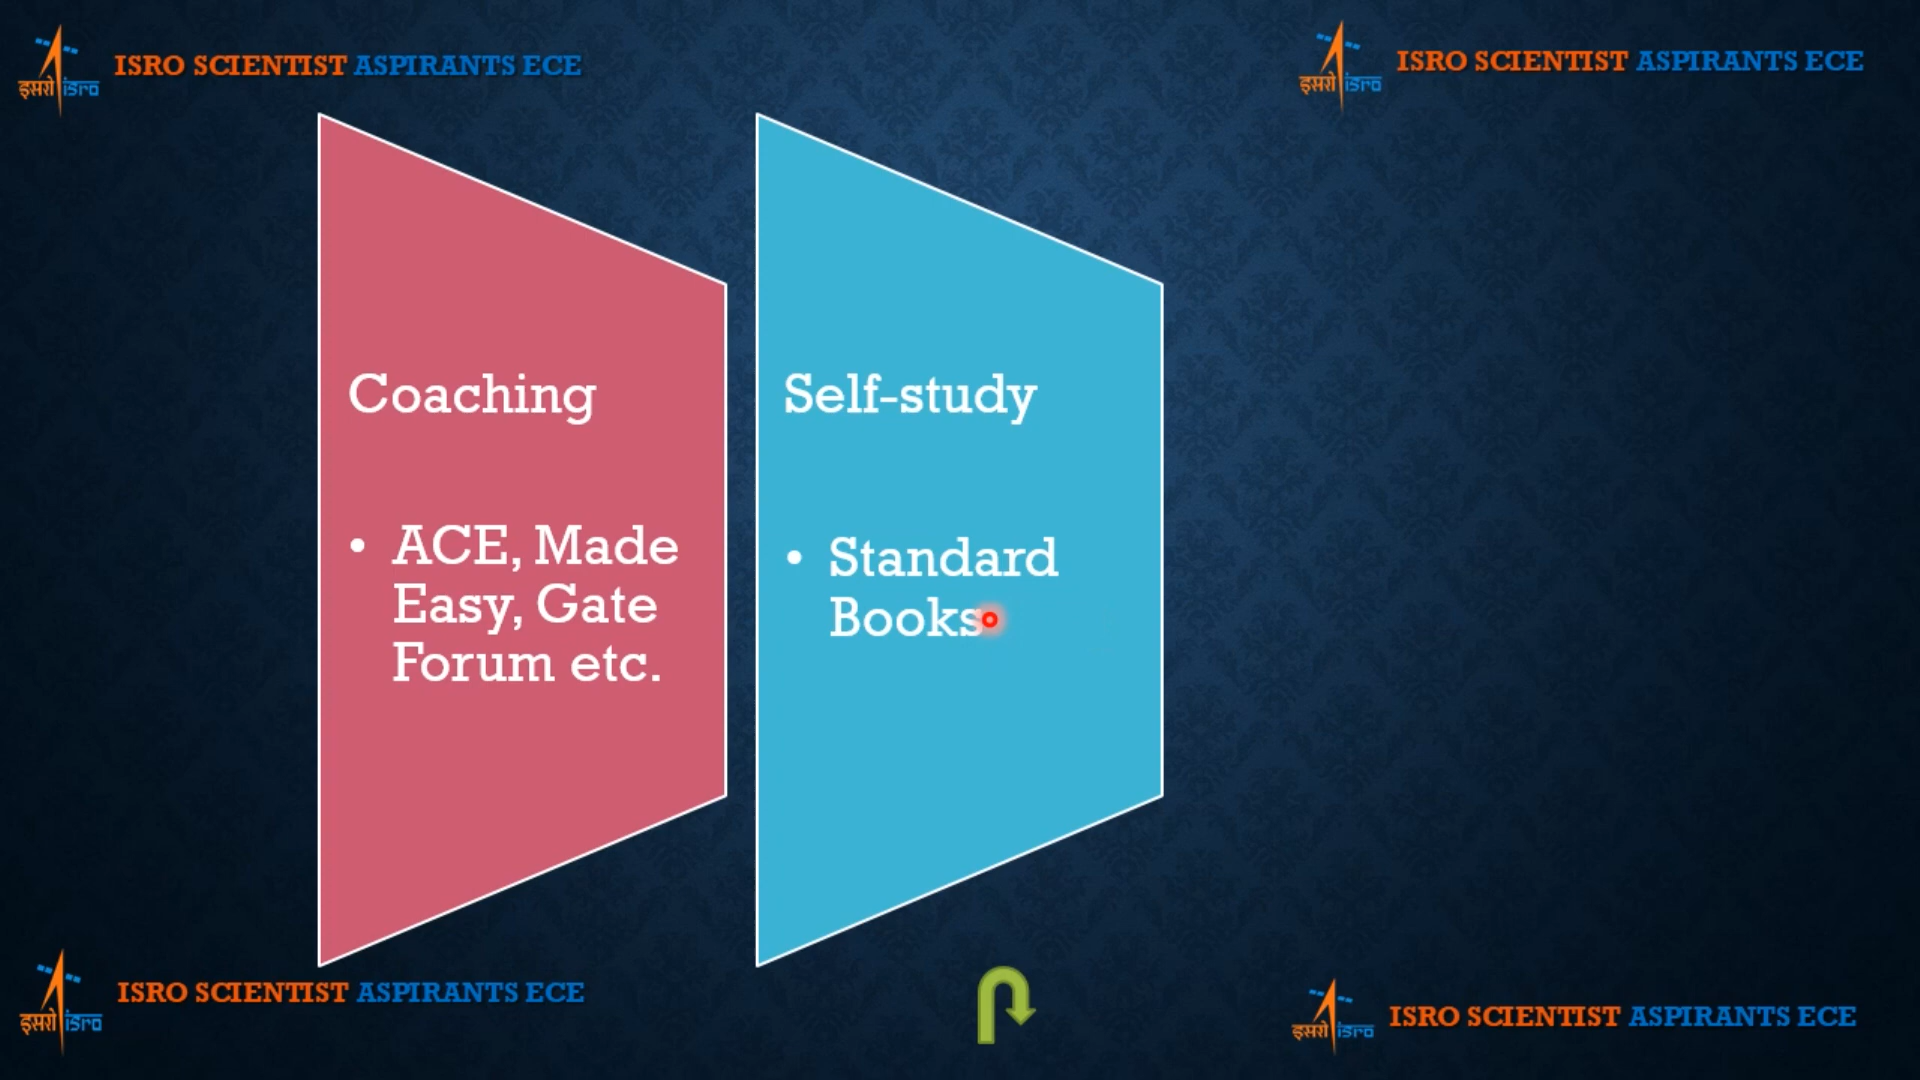 इसरो isro ISRO SCIENTIST ASPIRANTS ECE
इसरो isro ISRO SCIENTIST ASPIRANTS ECE
Coaching
• ACE, Made
Easy, Gate
Forum etc.
Self-study
• Standard
Books
इसरो isro ISRO SCIENTIST ASPIRANTS ECE
इसरो isro ISRO SCIENTIST ASPIRANTS ECE